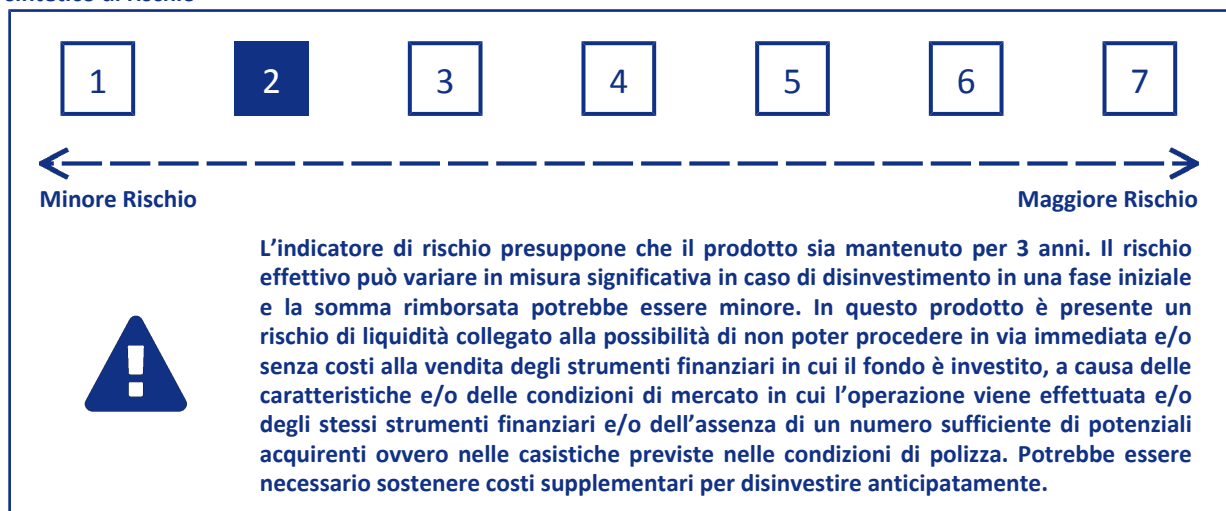 sintetico di rischio
1 2 3 4 5 6 7
Minore Rischio Maggiore Rischio
L’indicatore di rischio presuppone che il prodotto sia mantenuto per 3 anni. Il rischio
effettivo può variare in misura significativa in caso di disinvestimento in una fase iniziale
e la somma rimborsata potrebbe essere minore. In questo prodotto è presente un
rischio di liquidità collegato alla possibilità di non poter procedere in via immediata e/o
senza costi alla vendita degli strumenti finanziari in cui il fondo è investito, a causa delle
caratteristiche e/o delle condizioni di mercato in cui l’operazione viene effettuata e/o
degli stessi strumenti finanziari e/o dell’assenza di un numero sufficiente di potenziali
acquirenti ovvero nelle casistiche previste nelle condizioni di polizza. Potrebbe essere
necessario sostenere costi supplementari per disinvestire anticipatamente.